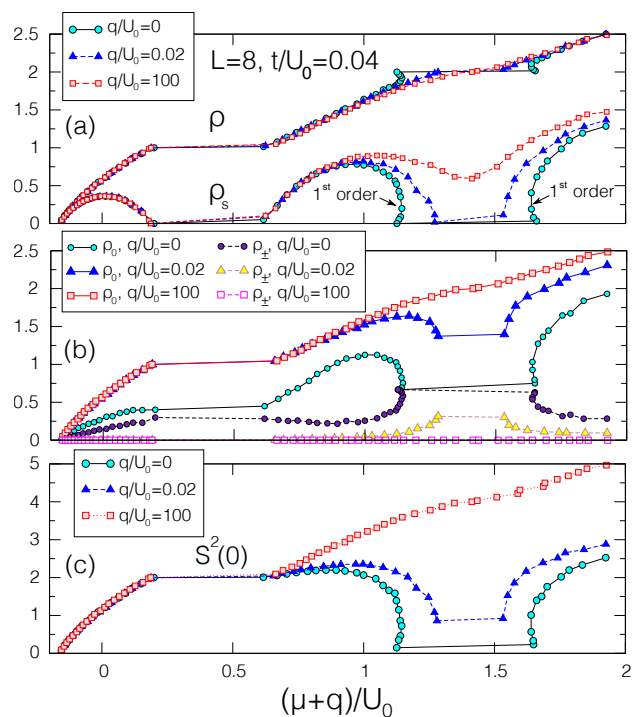 2.5
2.0
1.5
1.0
0.5
0
q/U₀=0
q/U₀=0.02
q/U₀=100
L=8, t/U₀=0.04
(a)
ρ
ρₛ
1ˢᵗ order
1ˢᵗ order
2.5
2
1.5
1
0.5
0
ρ₀, q/U₀=0
ρ₀, q/U₀=0.02
ρ₀, q/U₀=100
ρ±, q/U₀=0
ρ±, q/U₀=0.02
ρ±, q/U₀=100
(b)
5
4
3
2
1
0
q/U₀=0
q/U₀=0.02
q/U₀=100
(c)
S²(0)
0
0.5
1
1.5
2
(μ+q)/U₀